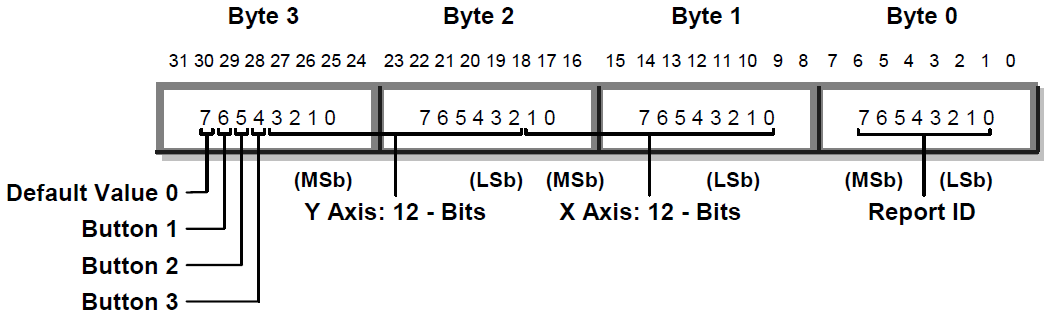 Byte 3 Byte 2 Byte 1 Byte 0
31 30 29 28 27 26 25 24 23 22 21 20 19 18 17 16 15 14 13 12 11 10 9 8 7 6 5 4 3 2 1 0
7 6 5 4 3 2 1 0 7 6 5 4 3 2 1 0 7 6 5 4 3 2 1 0 7 6 5 4 3 2 1 0
(MSb) (LSb) (MSb) (LSb) (MSb) (LSb)
Default Value 0 Y Axis: 12 - Bits X Axis: 12 - Bits Report ID
Button 1
Button 2
Button 3